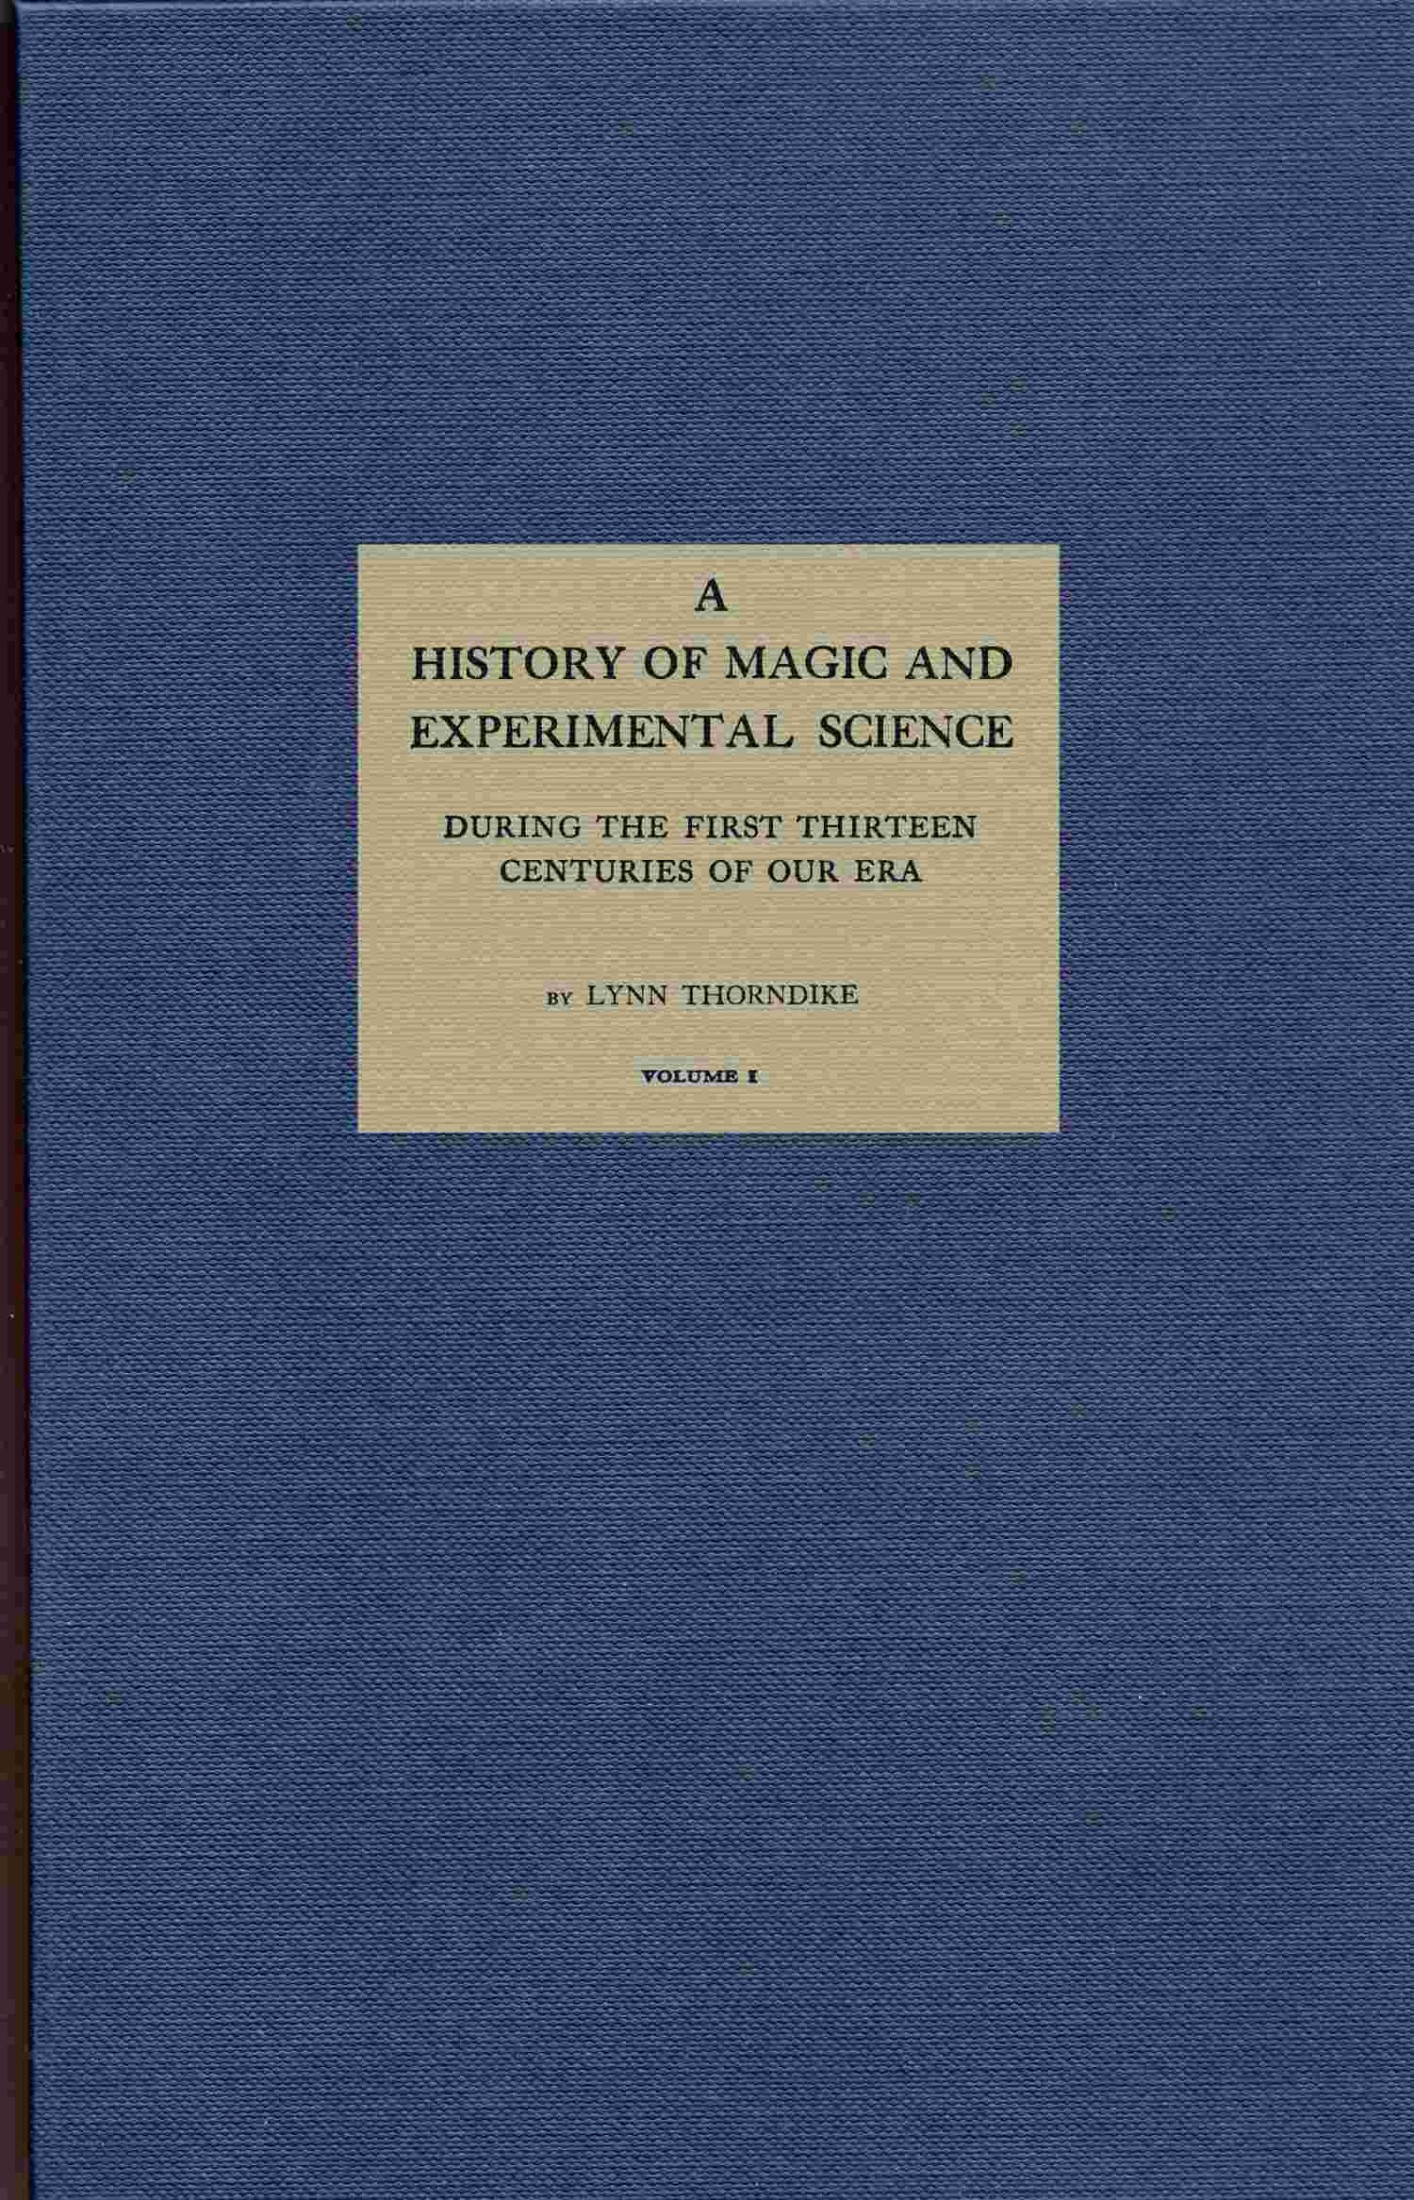 A
HISTORY OF MAGIC AND
EXPERIMENTAL SCIENCE
DURING THE FIRST THIRTEEN
CENTURIES OF OUR ERA
BY LYNN THORNDIKE
VOLUME I